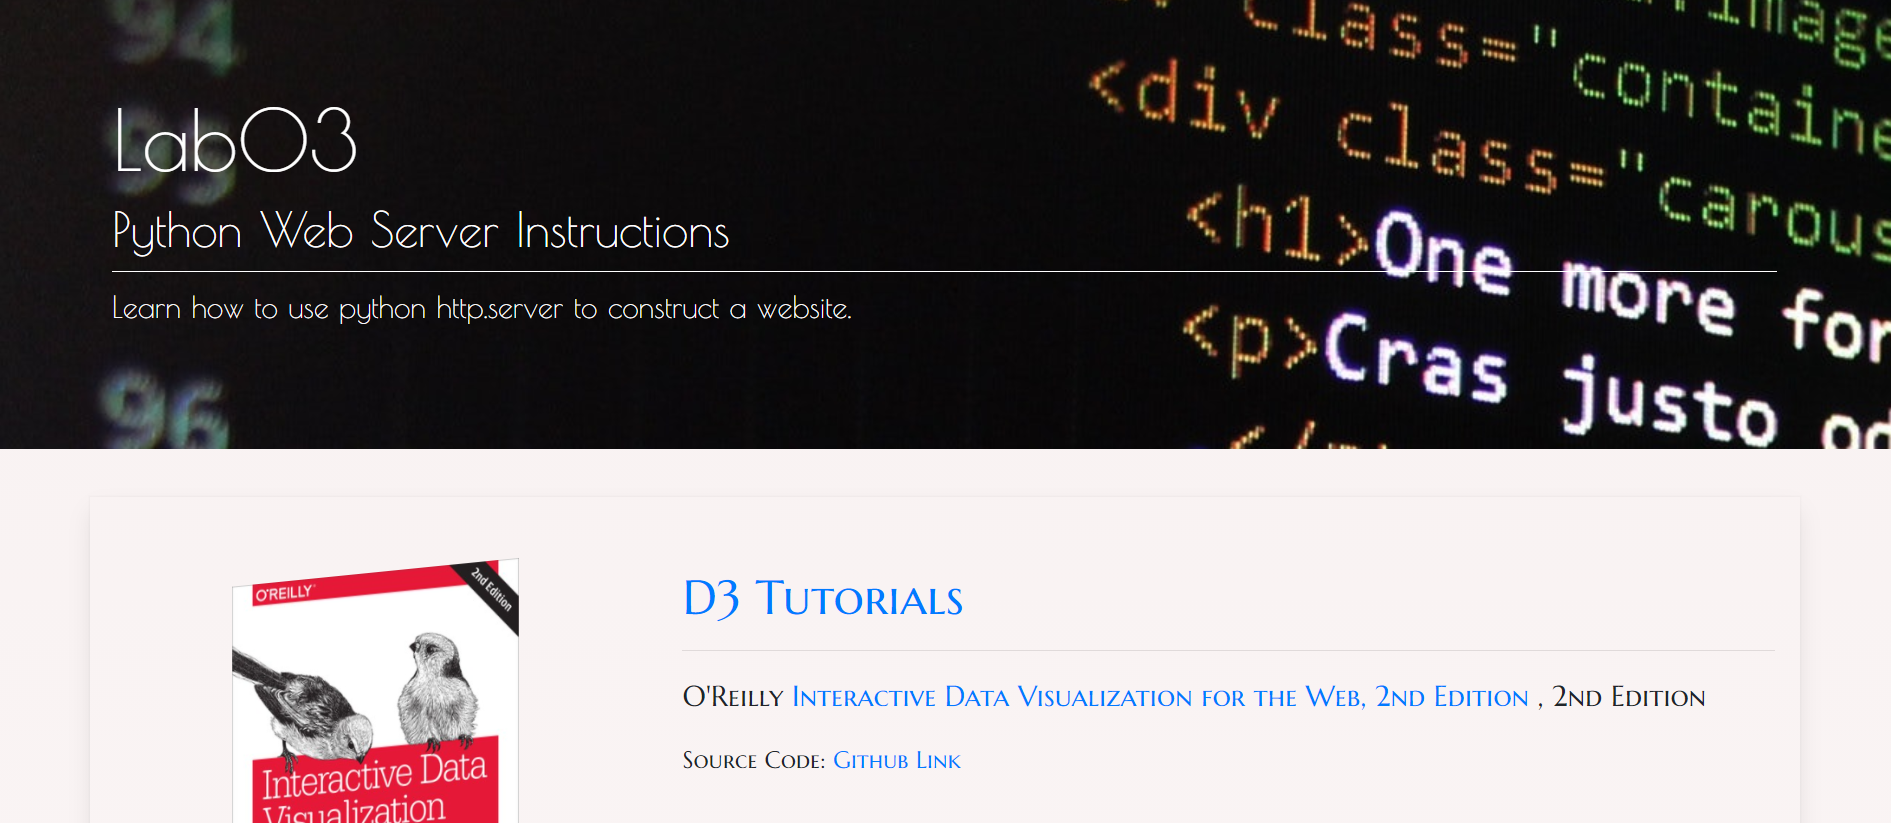 94
class="containe
<div class="carous
Lab03
95
<h1>One more for
Python Web Server Instructions
Learn how to use python http.server to construct a website.
<p>Cras justo od
96
O'REILLY®
2nd Edition
D3 Tutorials
O'Reilly Interactive Data Visualization for the Web, 2nd Edition , 2nd Edition
Source Code: Github Link
Interactive Data
Visualization